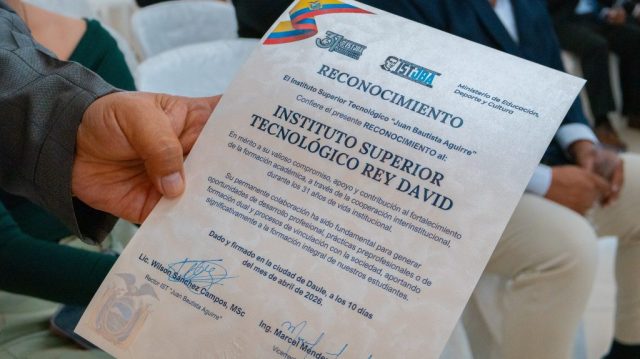 ISTJBA
Ministerio de Educación,
Deporte y Cultura
RECONOCIMIENTO
El Instituto Superior Tecnológico "Juan Bautista Aguirre"
Confiere el presente RECONOCIMIENTO al:
INSTITUTO SUPERIOR
TECNOLÓGICO REY DAVID
En mérito a su valioso compromiso, apoyo y contribución al fortalecimiento
de la formación académica, a través de la cooperación interinstitucional,
durante los 31 años de vida institucional.
Su permanente colaboración ha sido fundamental para generar
oportunidades de desarrollo profesional, prácticas preprofesionales o de
formación dual y procesos de vinculación con la sociedad, aportando
significativamente a la formación integral de nuestros estudiantes.
Dado y firmado en la ciudad de Daule, a los 10 días
del mes de abril de 2026.
Lic. Wilson Sánchez Campos, MSc
Rector IST "Juan Bautista Aguirre"
Ing. Marcel